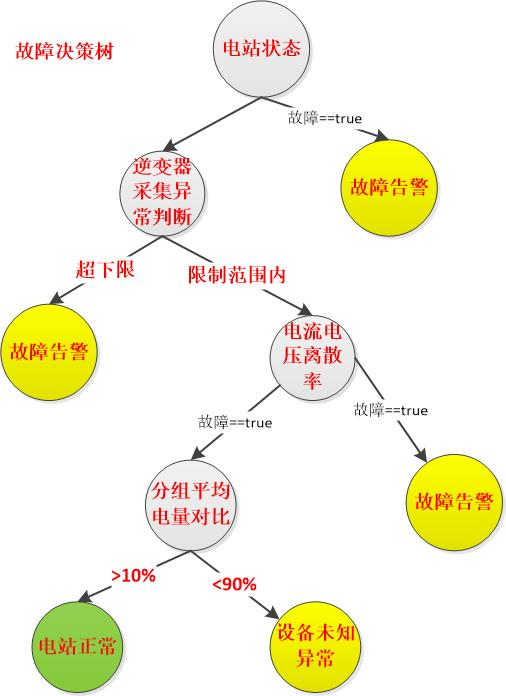 故障决策树
电站状态
故障==true
逆变器
采集异
常判断
故障告警
超下限
限制范围内
故障告警
电流电
压离散
率
故障==true
故障==true
分组平均
电量对比
故障告警
>10%
<90%
电站正常
设备未知
异常